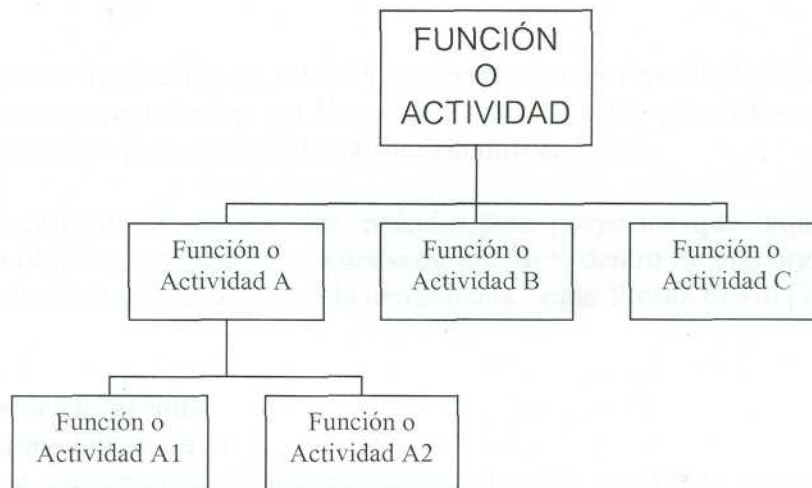 FUNCIÓN
O
ACTIVIDAD
Función o
Actividad A
Función o
Actividad B
Función o
Actividad C
Función o
Actividad A1
Función o
Actividad A2